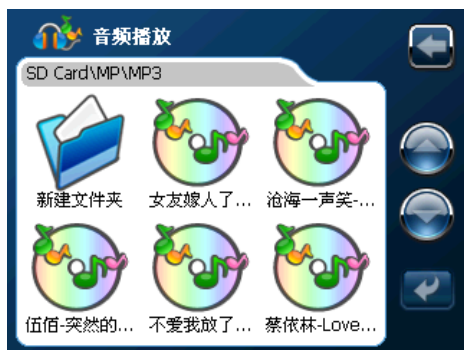 音频播放
SD Card\MP\MP3
新建文件夹
女友嫁人了...
沧海一声笑-...
伍佰-突然的...
不爱我放了...
蔡依林-Love...